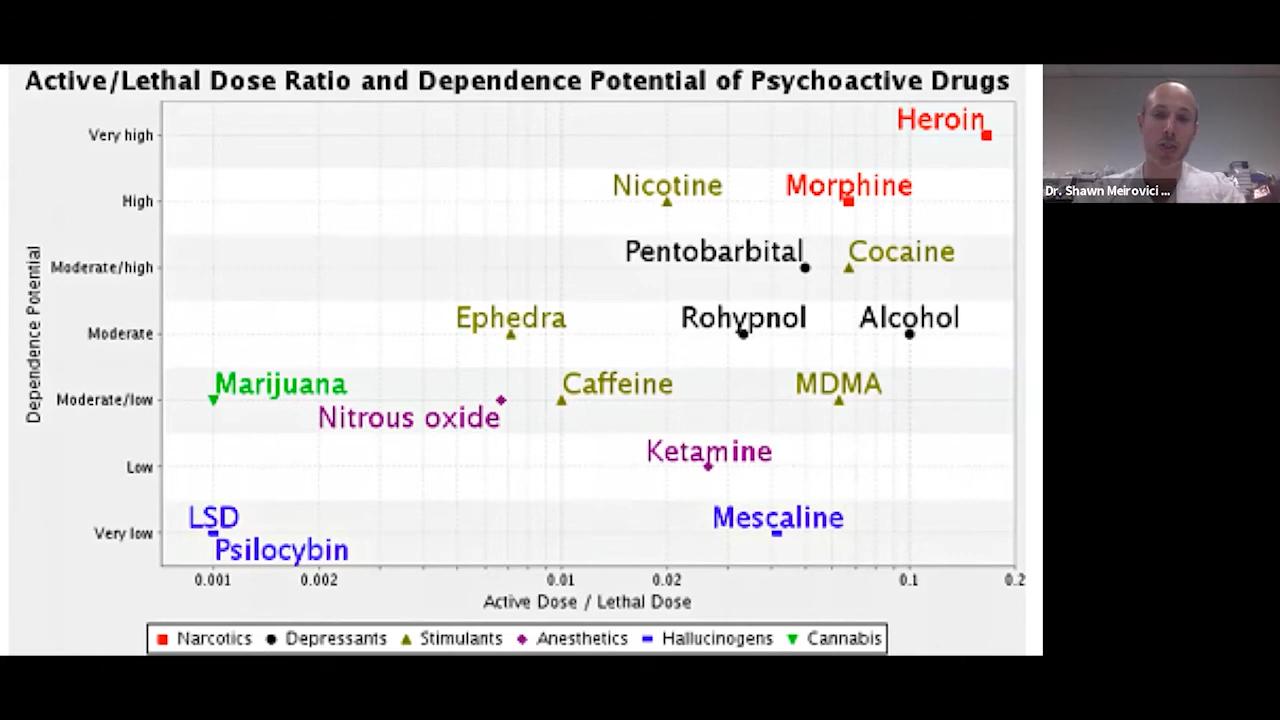 Active/Lethal Dose Ratio and Dependence Potential of Psychoactive Drugs
Dr. Shawn Meirovici ...
Dependence Potential
Very high
High
Moderate/high
Moderate
Moderate/low
Low
Very low
Heroin
Nicotine
Morphine
Pentobarbital
Cocaine
Ephedra
Rohypnol
Alcohol
Marijuana
Caffeine
MDMA
Nitrous oxide
Ketamine
LSD
Mescaline
Psilocybin
0.001
0.002
0.01
0.02
0.1
0.2
Active Dose / Lethal Dose
Narcotics
Depressants
Stimulants
Anesthetics
Hallucinogens
Cannabis